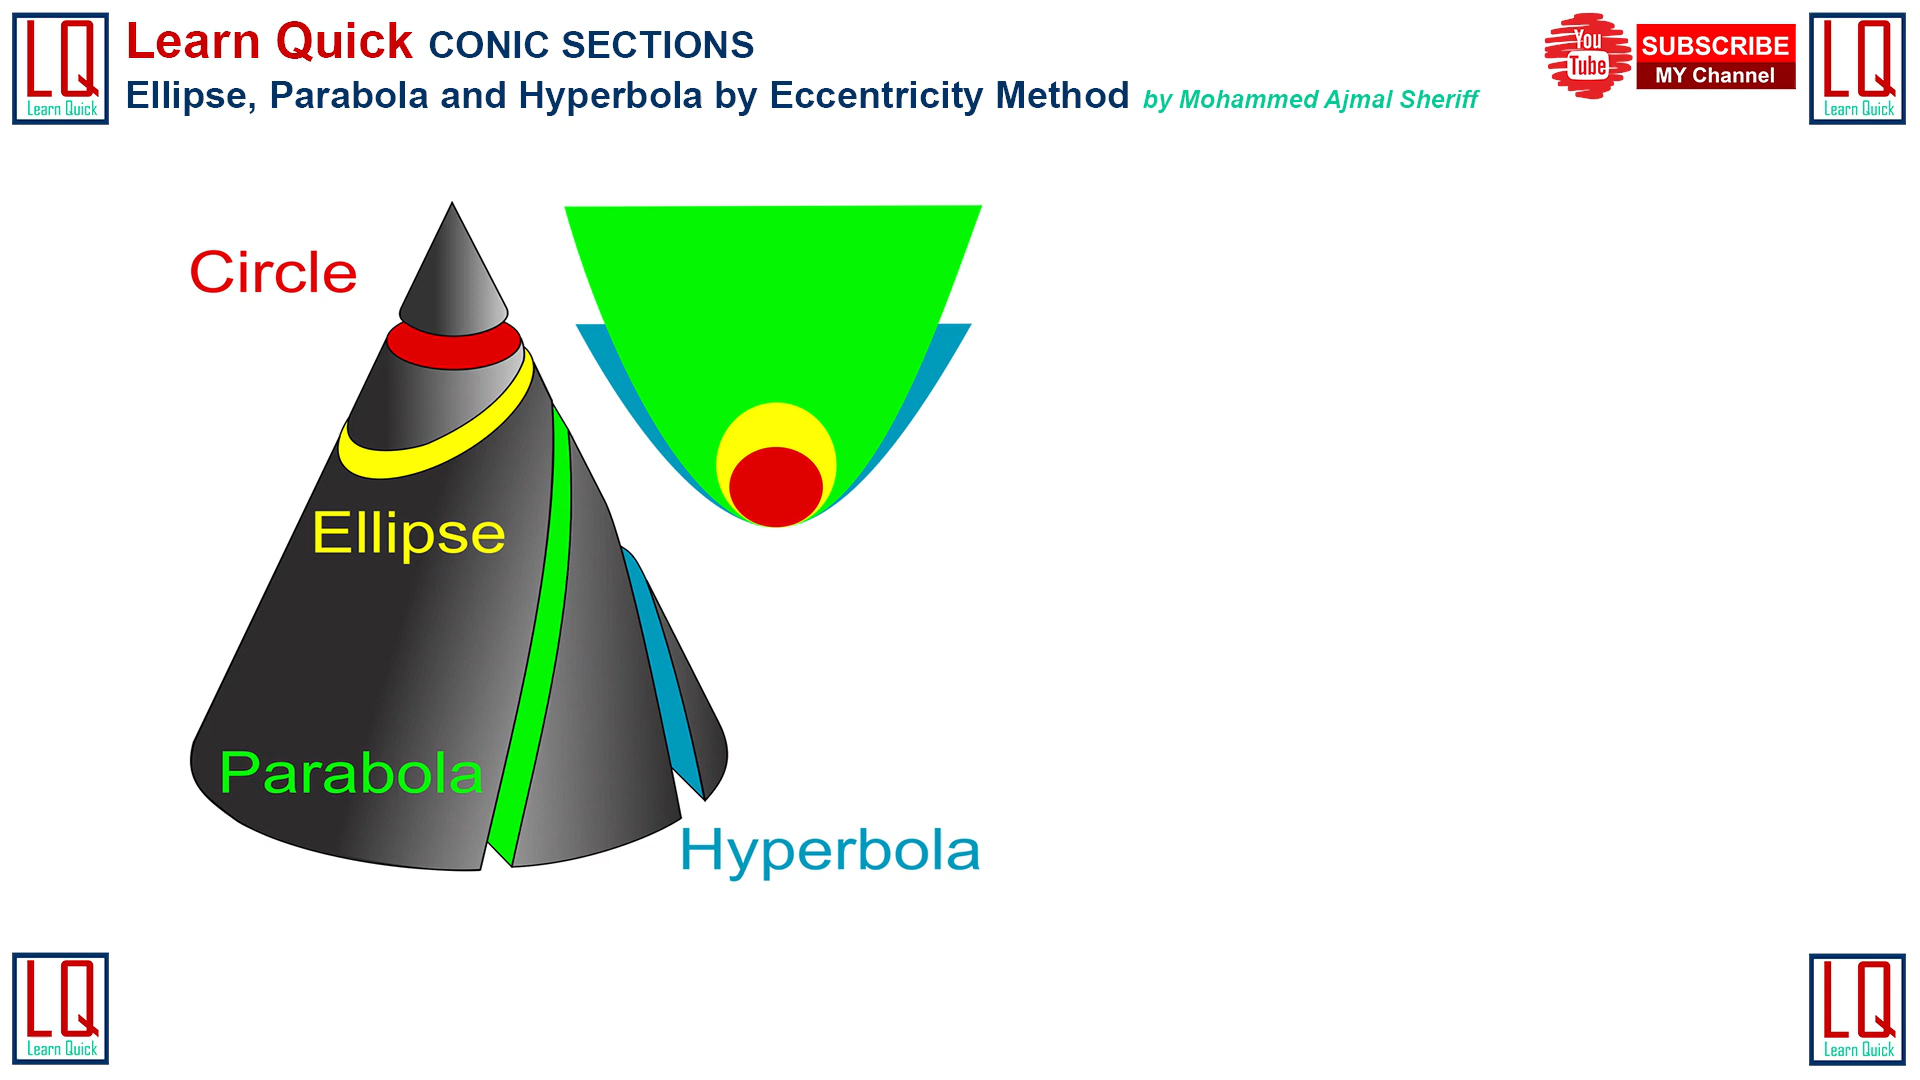 LQ
Learn Quick
Learn Quick CONIC SECTIONS
Ellipse, Parabola and Hyperbola by Eccentricity Method by Mohammed Ajmal Sheriff
You
Tube
SUBSCRIBE
MY Channel
LQ
Learn Quick
Circle
Ellipse
Parabola
Hyperbola
LQ
Learn Quick
LQ
Learn Quick